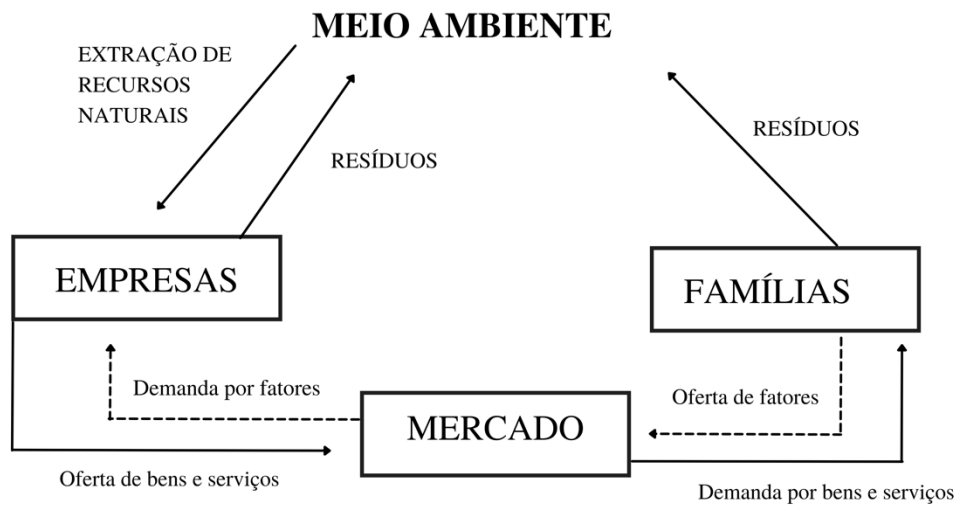 MEIO AMBIENTE
EXTRAÇÃO DE
RECURSOS
NATURAIS
RESÍDUOS
RESÍDUOS
EMPRESAS
FAMÍLIAS
Demanda por fatores
Oferta de fatores
MERCADO
Oferta de bens e serviços
Demanda por bens e serviços